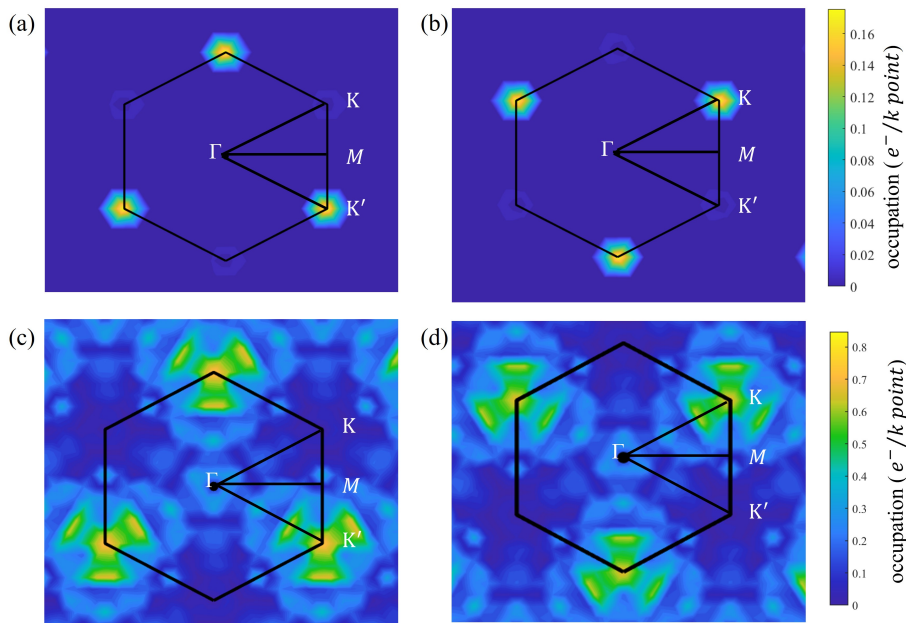 (a)
K
Γ
M
K′
(b)
K
Γ
M
K′
0.16
0.14
0.12
0.10
0.08
0.06
0.04
0.02
0
occupation ( e⁻/k point)
(c)
K
Γ
M
K′
(d)
K
Γ
M
K′
0.8
0.7
0.6
0.5
0.4
0.3
0.2
0.1
0
occupation ( e⁻/k point)